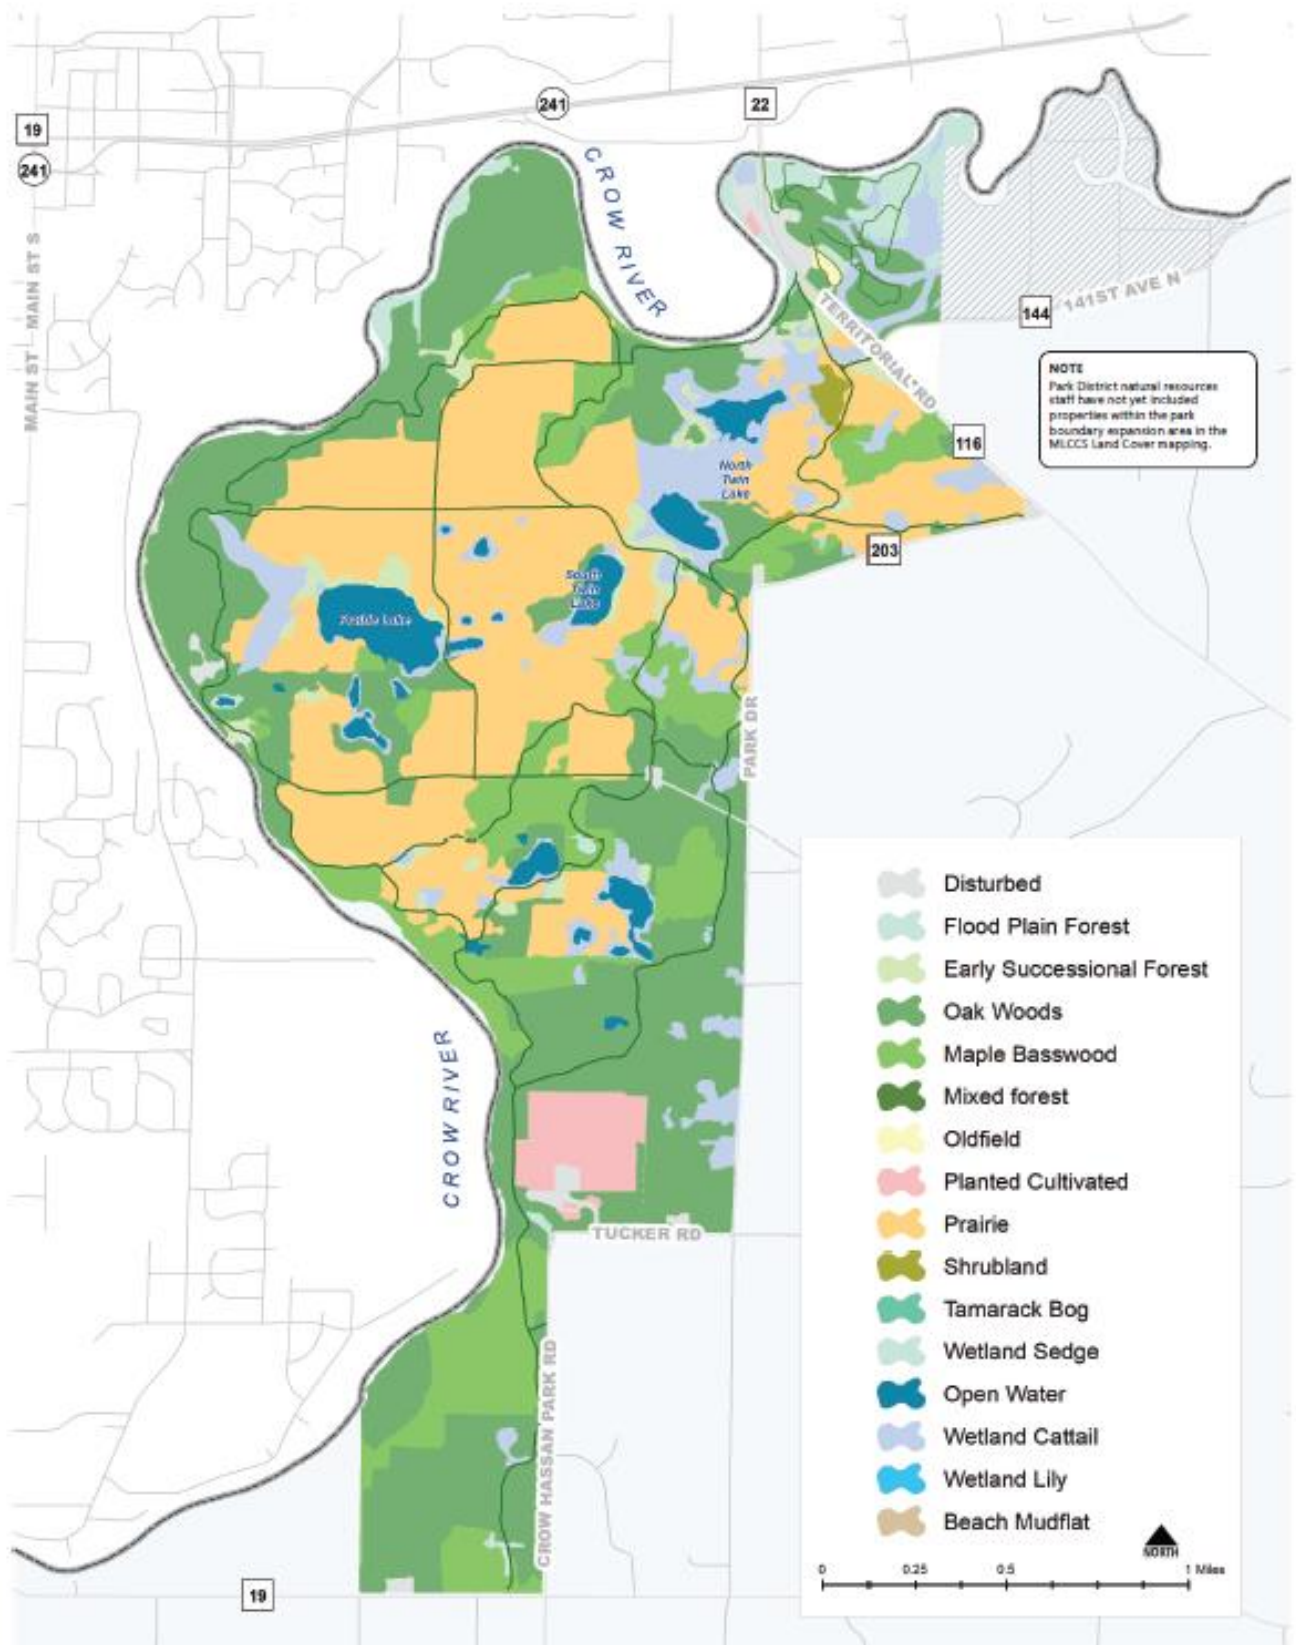 241
22
19
241
CROW RIVER
MAIN ST
MAIN ST S
144
141ST AVE N
TERRITORIAL RD
NOTE
Park District natural resources
staff have not yet included
properties within the park
boundary expansion area in the
MLCCS Land Cover mapping.
116
North
Twin
Lake
203
South
Twin
Lake
Prairie Lake
PARK DR
CROW RIVER
TUCKER RD
CROW HASSAN PARK RD
19
Disturbed
Flood Plain Forest
Early Successional Forest
Oak Woods
Maple Basswood
Mixed forest
Oldfield
Planted Cultivated
Prairie
Shrubland
Tamarack Bog
Wetland Sedge
Open Water
Wetland Cattail
Wetland Lily
Beach Mudflat
NORTH
0 0.25 0.5 1 Miles